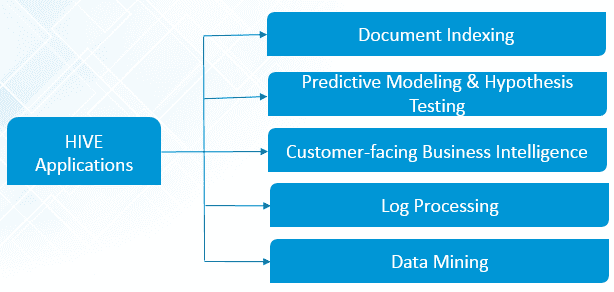 Document Indexing
Predictive Modeling & Hypothesis
Testing
HIVE
Applications
Customer-facing Business Intelligence
Log Processing
Data Mining